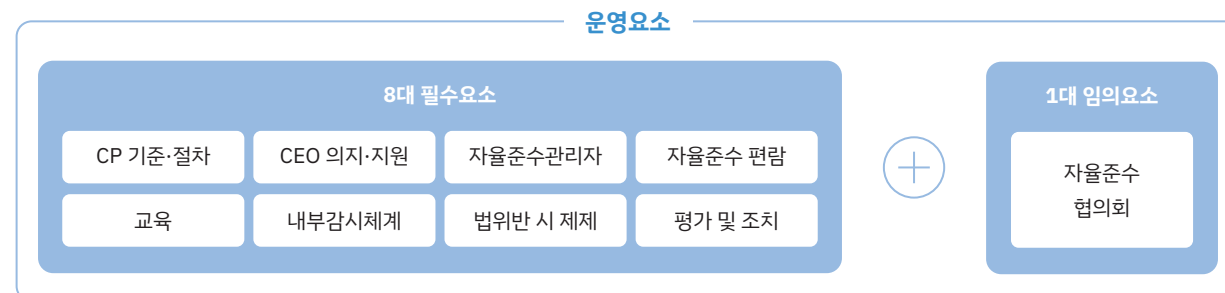 운영요소
8대 필수요소
CP 기준·절차
CEO 의지·지원
자율준수관리자
자율준수 편람
교육
내부감시체계
법위반 시 제제
평가 및 조치
1대 임의요소
자율준수
협의회